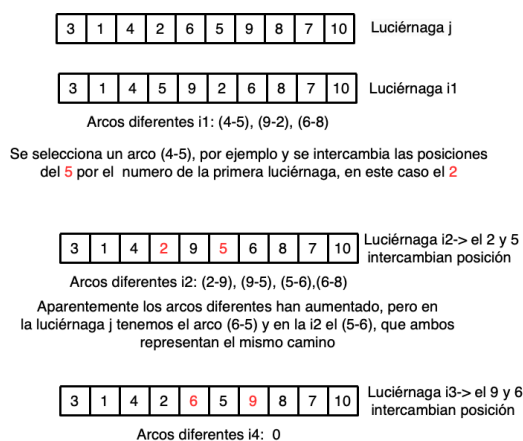 3 1 4 2 6 5 9 8 7 10 Luciérnaga j
3 1 4 5 9 2 6 8 7 10 Luciérnaga i1
Arcos diferentes i1: (4-5), (9-2), (6-8)
Se selecciona un arco (4-5), por ejemplo y se intercambia las posiciones
del 5 por el numero de la primera luciérnaga, en este caso el 2
3 1 4 2 9 5 6 8 7 10 Luciérnaga i2-> el 2 y 5
intercambian posición
Arcos diferentes i2: (2-9), (9-5), (5-6),(6-8)
Aparentemente los arcos diferentes han aumentado, pero en
la luciérnaga j tenemos el arco (6-5) y en la i2 el (5-6), que ambos
representan el mismo camino
3 1 4 2 6 5 9 8 7 10 Luciérnaga i3-> el 9 y 6
intercambian posición
Arcos diferentes i4: 0